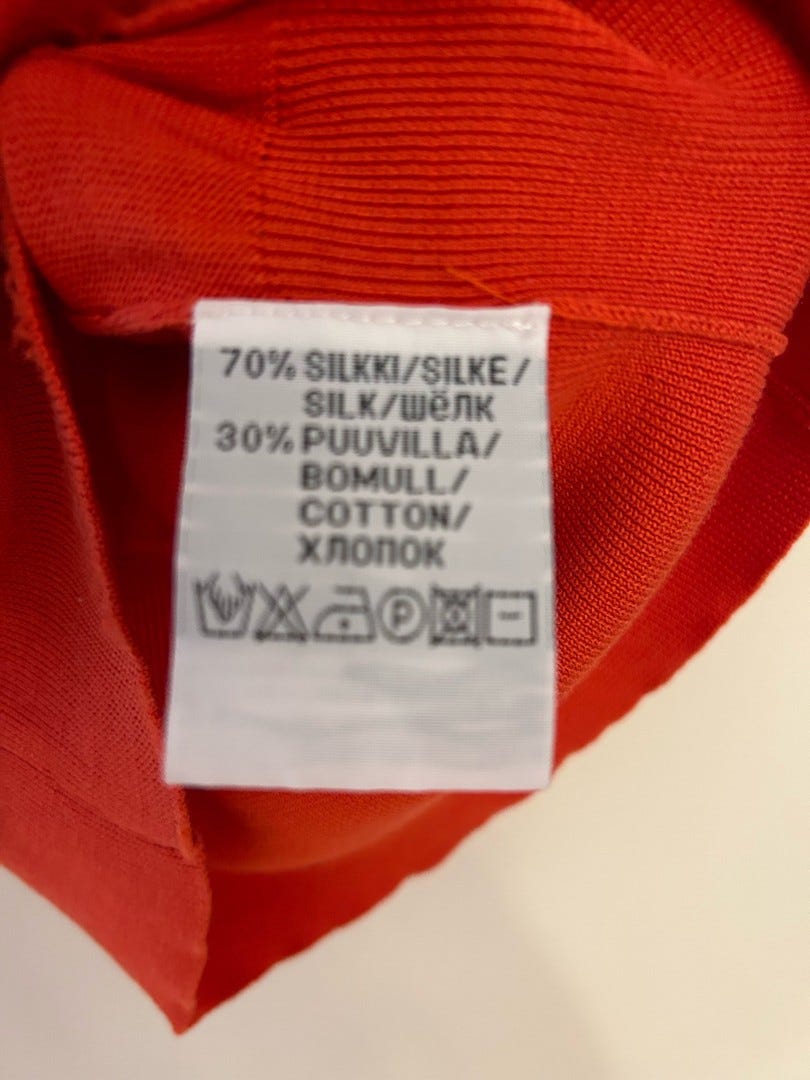 70% SILKKI/SILKE/
SILK/шёлк
30% PUUVILLA/
BOMULL/
COTTON/
хлопок
P